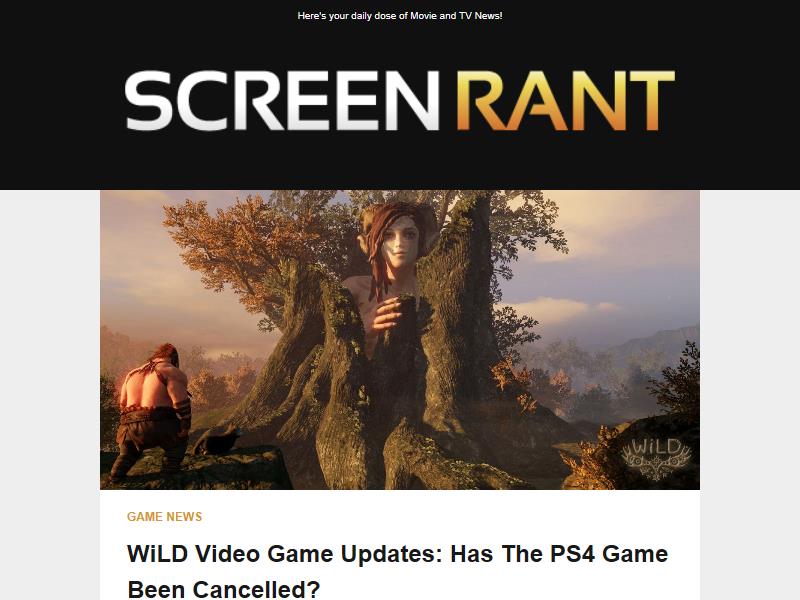 Here's your daily dose of Movie and TV News!
SCREEN RANT
WiLD
GAME NEWS
WiLD Video Game Updates: Has The PS4 Game
Been Cancelled?